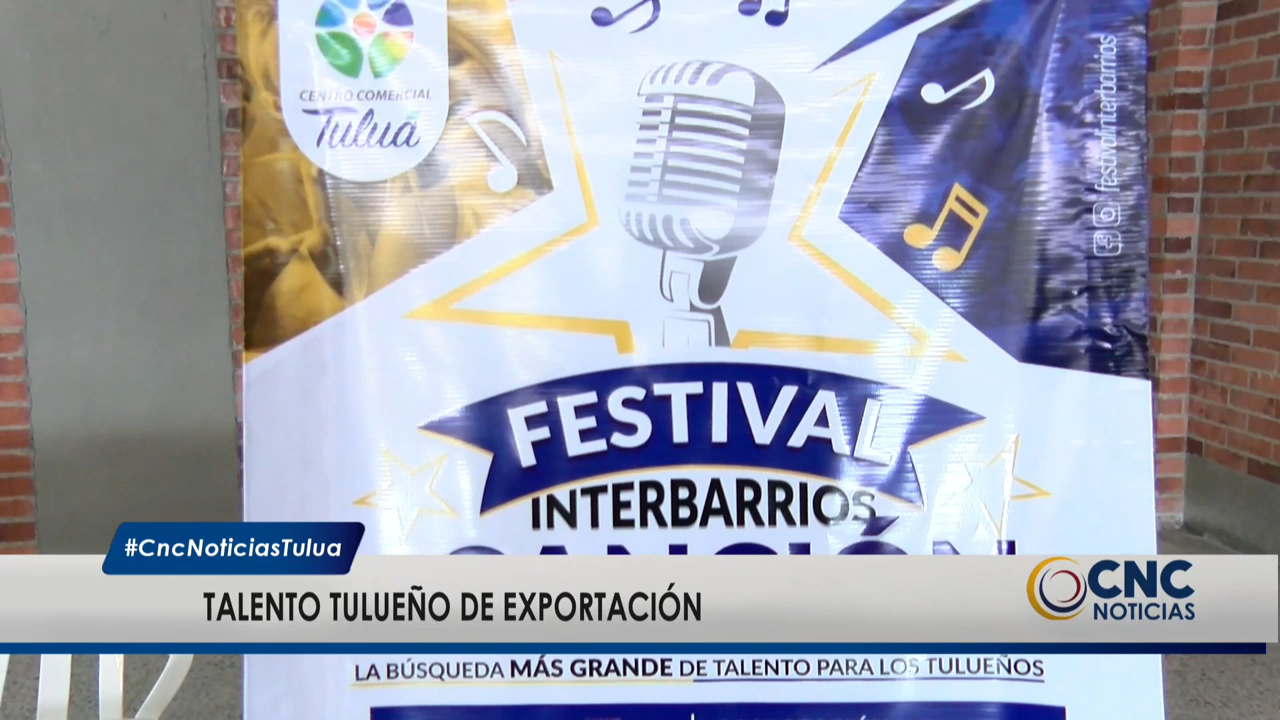 CENTRO COMERCIAL
Tuluá
festivalinterbarrios
FESTIVAL
INTERBARRIOS
CANCIÓN
#CncNoticiasTulua
TALENTO TULUEÑO DE EXPORTACIÓN
CNC
NOTICIAS
LA BÚSQUEDA MÁS GRANDE DE TALENTO PARA LOS TULUEÑOS